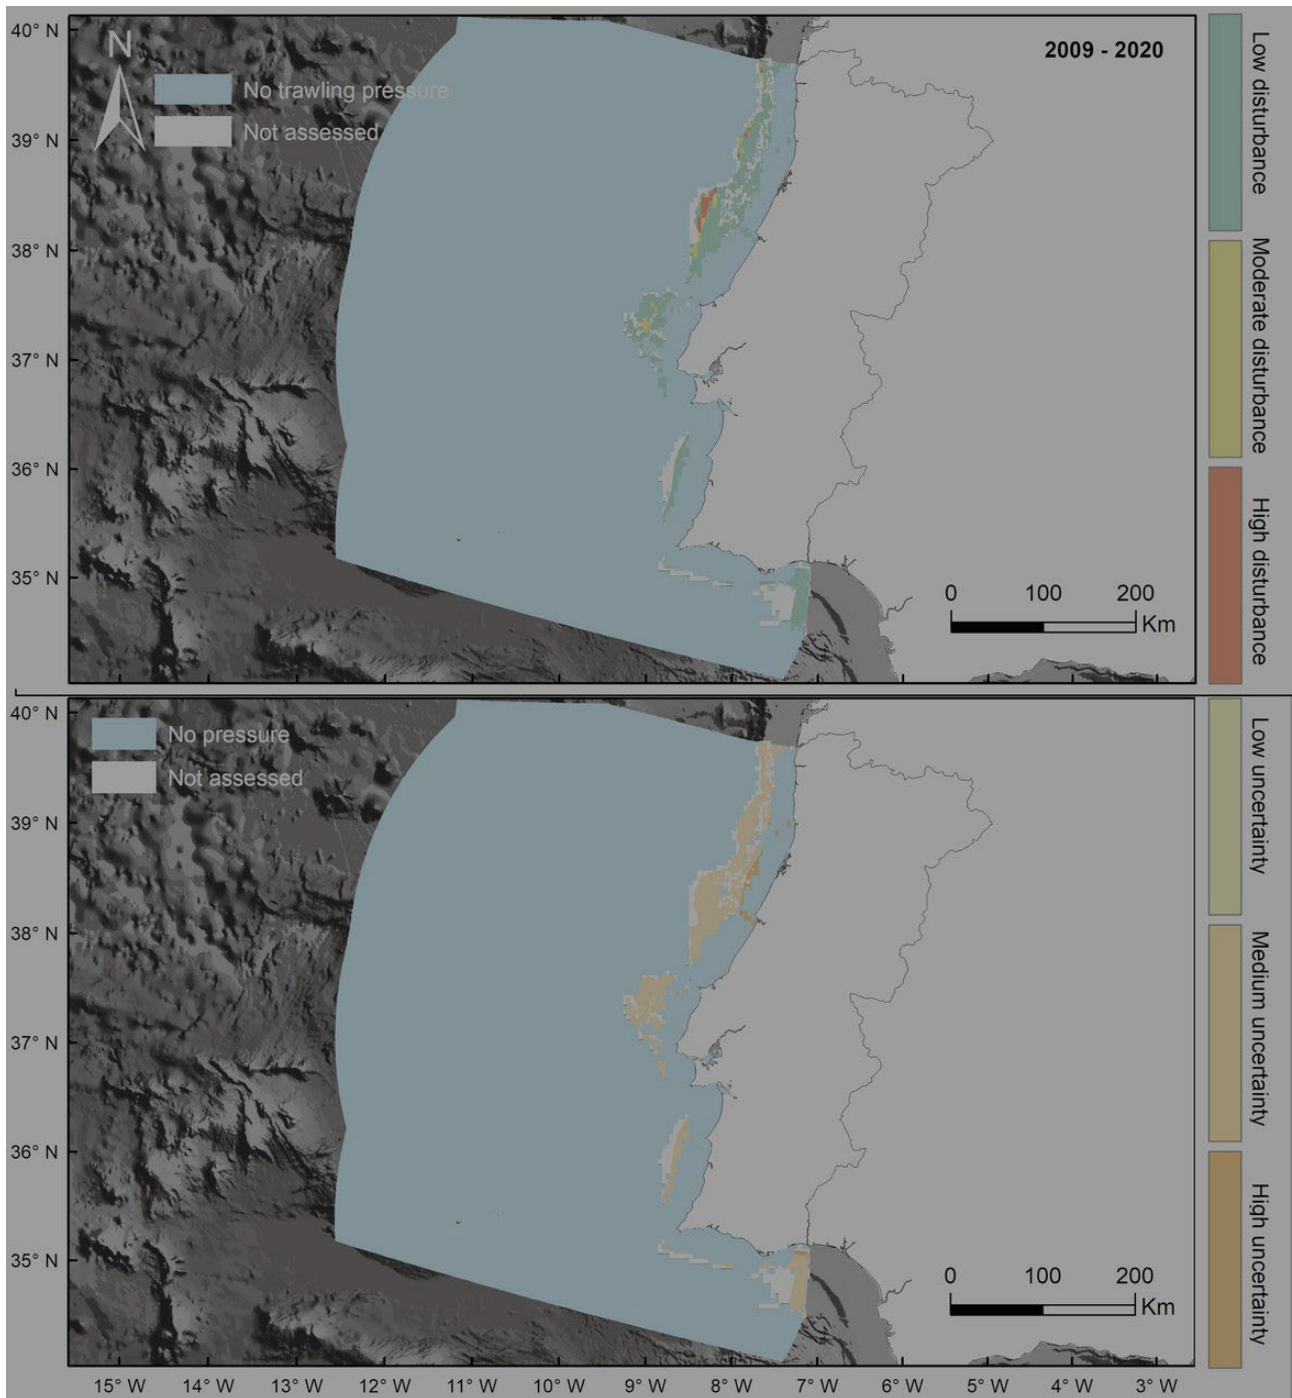 40° N
39° N
38° N
37° N
36° N
35° N
N
No trawling pressure
Not assessed
2009 - 2020
0 100 200
Km
Low disturbance
Moderate disturbance
High disturbance
40° N
39° N
38° N
37° N
36° N
35° N
No pressure
Not assessed
0 100 200
Km
Low uncertainty
Medium uncertainty
High uncertainty
15° W 14° W 13° W 12° W 11° W 10° W 9° W 8° W 7° W 6° W 5° W 4° W 3° W